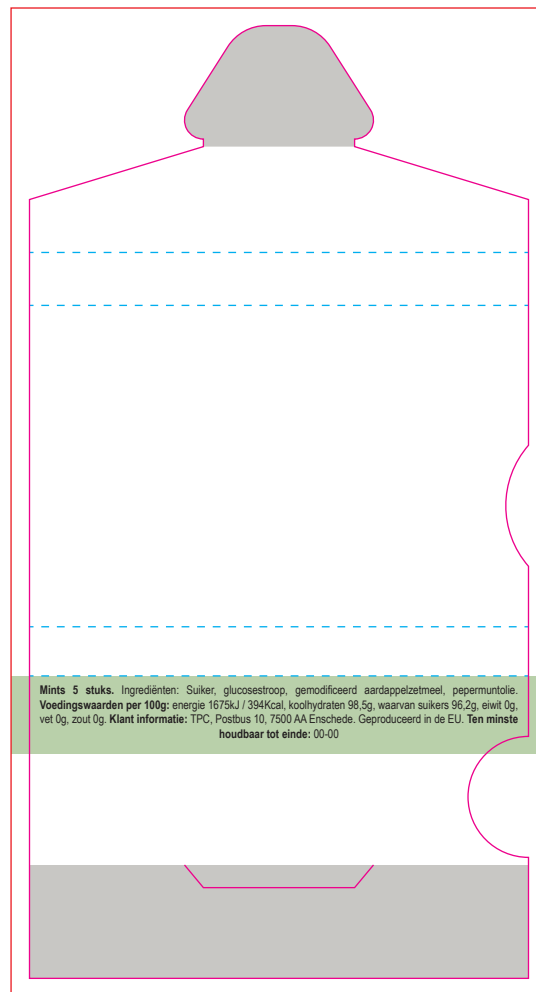 Mints 5 stuks. Ingrediënten: Suiker, glucosestroop, gemodificeerd aardappelzetmeel, pepermuntolie.
Voedingswaarden per 100g: energie 1675kJ / 394Kcal, koolhydraten 98,5g, waarvan suikers 96,2g, eiwit 0g,
vet 0g, zout 0g. Klant informatie: TPC, Postbus 10, 7500 AA Enschede. Geproduceerd in de EU. Ten minste
houdbaar tot einde: 00-00